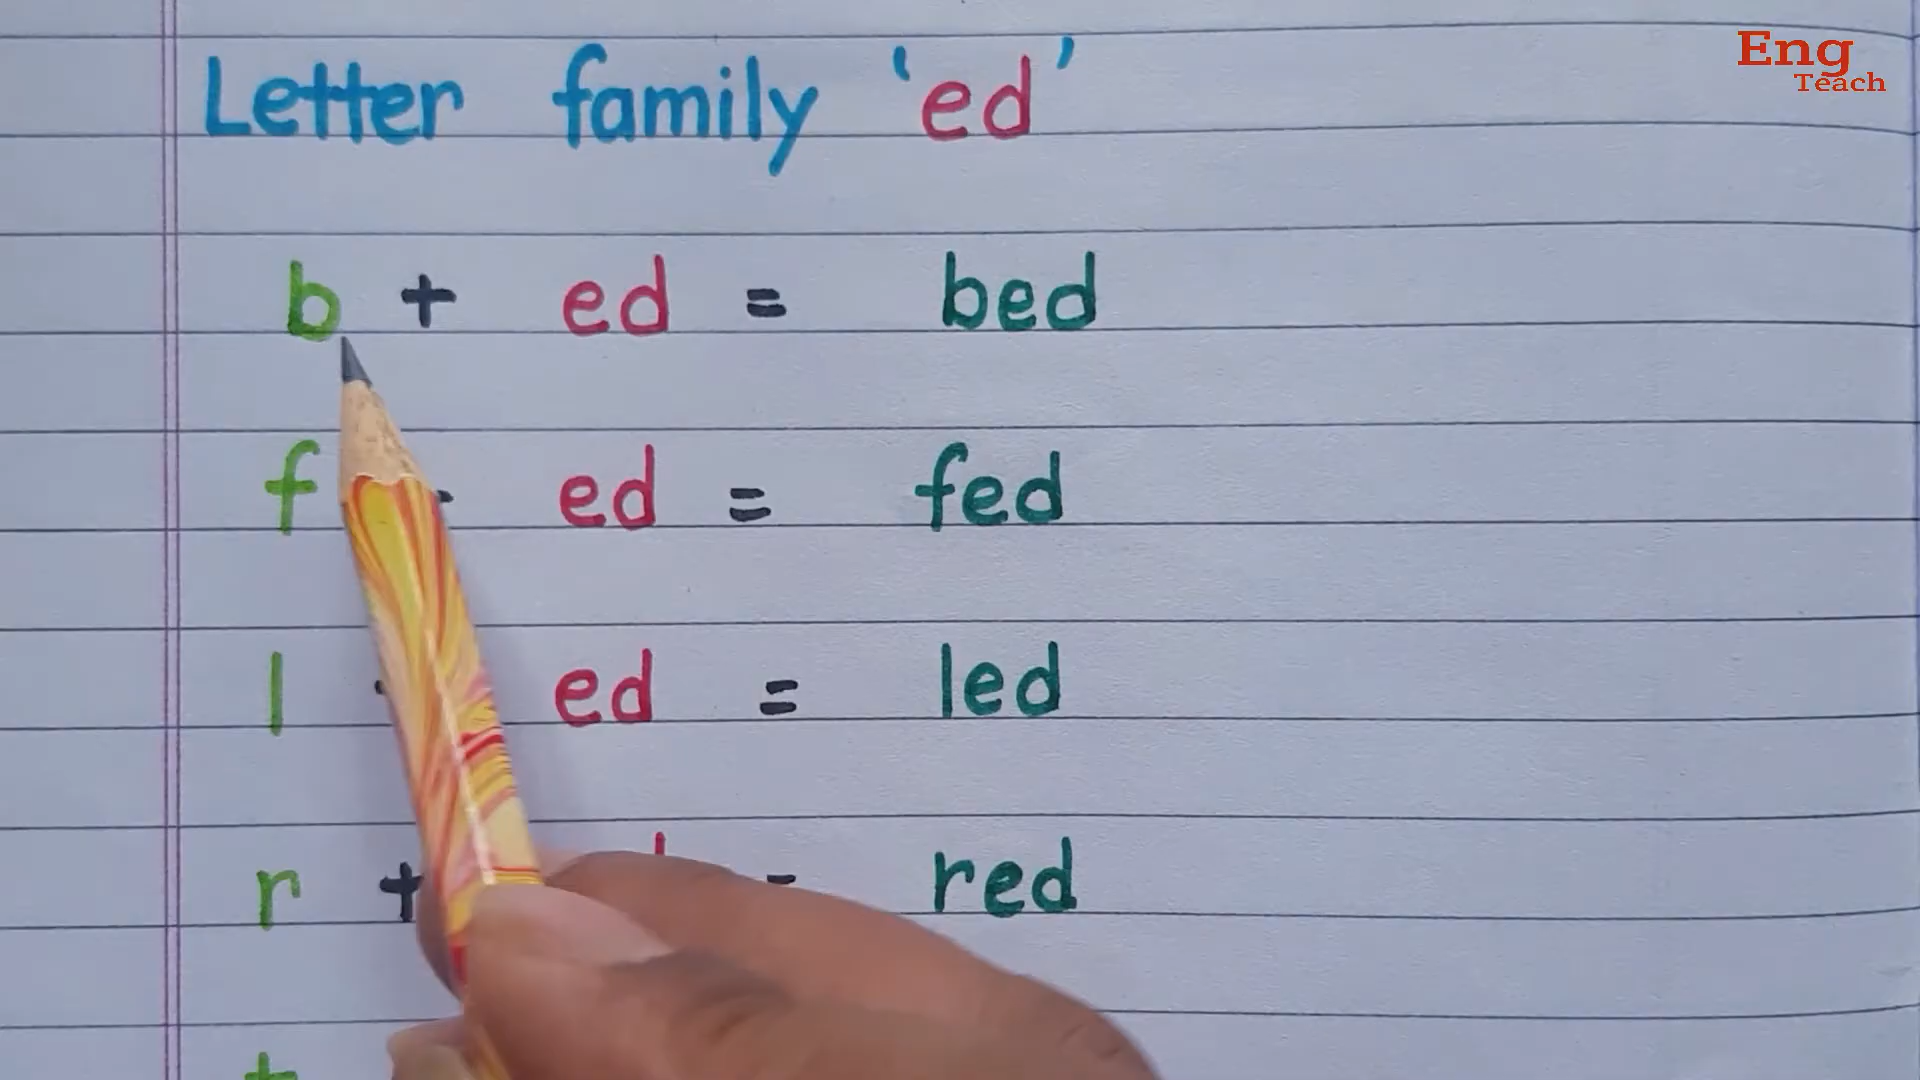 Letter family 'ed'
Eng
Teach
b + ed = bed
f ed = fed
l ed = led
r + = red